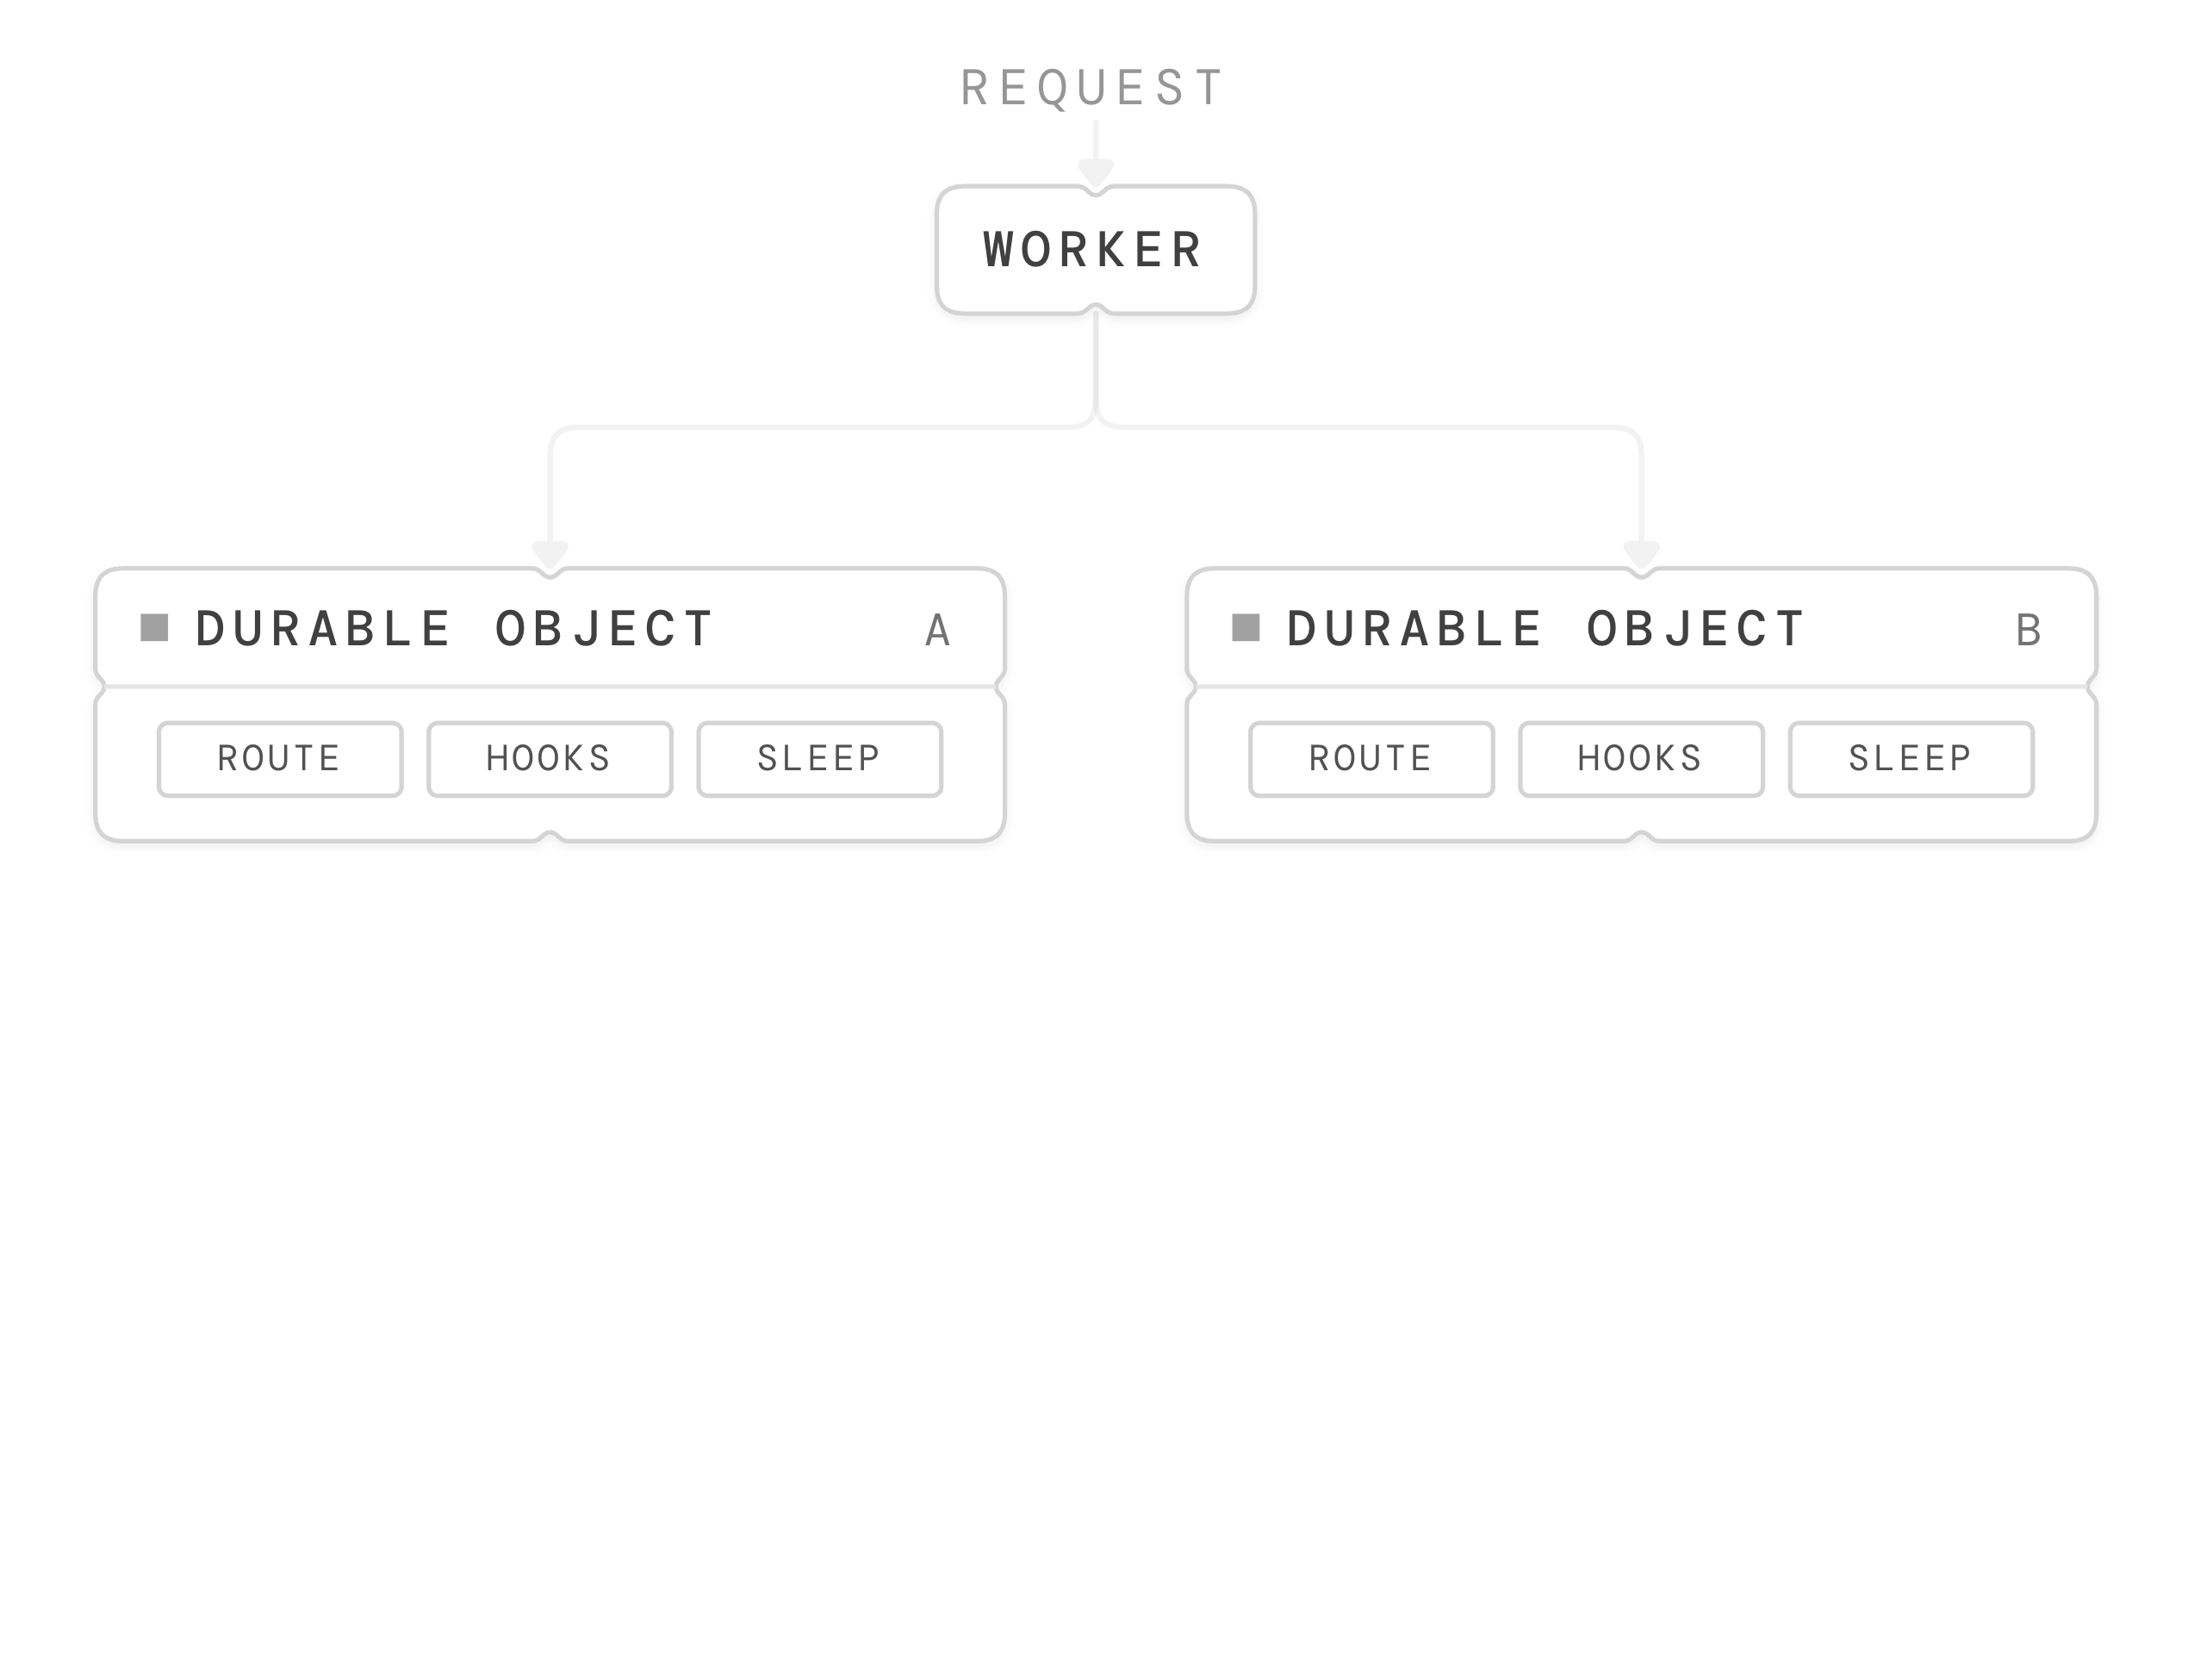 REQUEST
WORKER
DURABLE OBJECT A
ROUTE HOOKS SLEEP
DURABLE OBJECT B
ROUTE HOOKS SLEEP